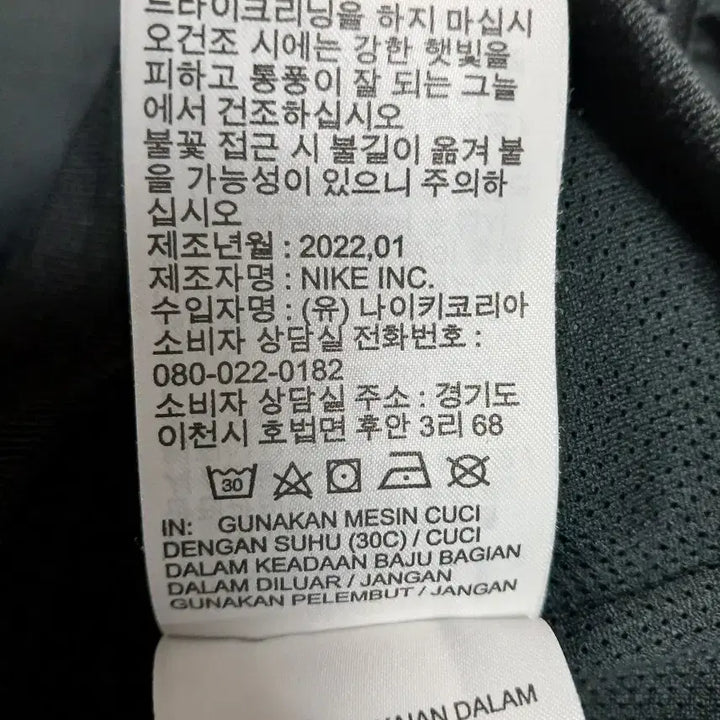 드라이크리닝을 하지 마십시
오건조 시에는 강한 햇빛을
피하고 통풍이 잘 되는 그늘
에서 건조하십시오
불꽃 접근 시 불길이 옮겨 붙
을 가능성이 있으니 주의하
십시오
제조년월 : 2022,01
제조자명 : NIKE INC.
수입자명 : (유) 나이키코리아
소비자 상담실 전화번호 :
080-022-0182
소비자 상담실 주소 : 경기도
이천시 호법면 후안 3리 68
30
IN: GUNAKAN MESIN CUCI
DENGAN SUHU (30C) / CUCI
DALAM KEADAAN BAJU BAGIAN
DALAM DILUAR / JANGAN
GUNAKAN PELEMBUT / JANGAN
DALAM